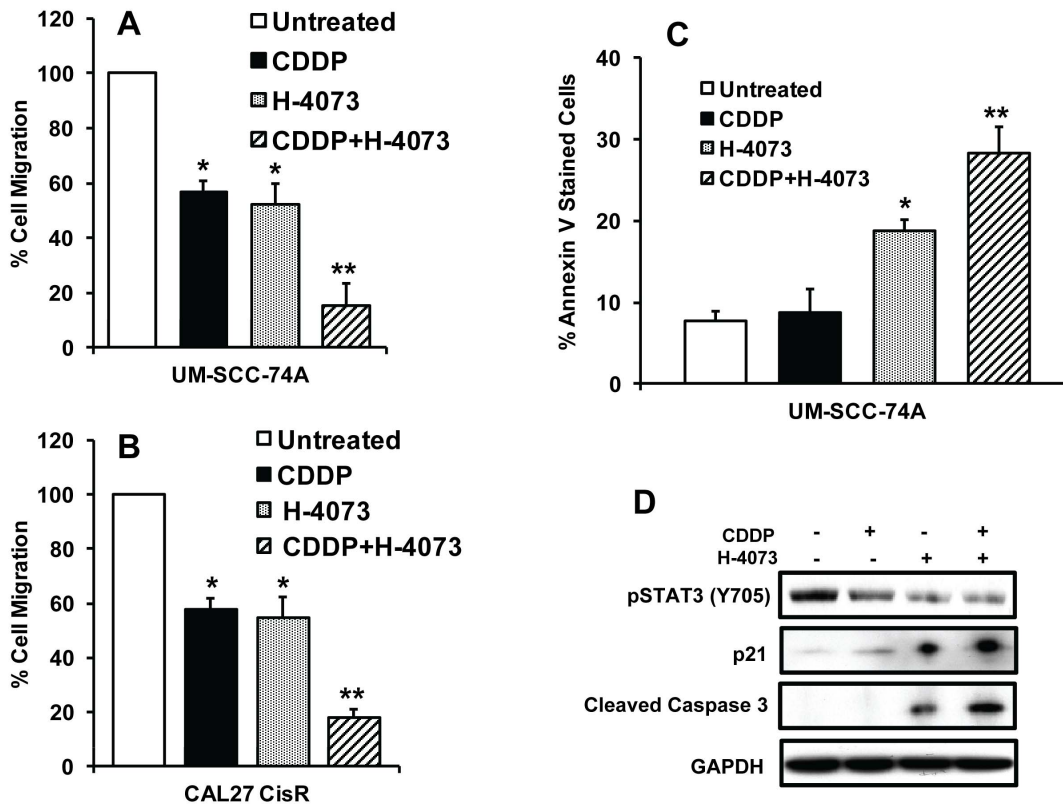 A
120
100
80
60
40
20
0
% Cell Migration
Untreated
CDDP
H-4073
CDDP+H-4073
*
*
**
UM-SCC-74A
B
120
100
80
60
40
20
0
% Cell Migration
Untreated
CDDP
H-4073
CDDP+H-4073
*
*
**
CAL27 CisR
C
40
30
20
10
0
% Annexin V Stained Cells
Untreated
CDDP
H-4073
CDDP+H-4073
*
**
UM-SCC-74A
D
CDDP - + - +
H-4073 - - + +
pSTAT3 (Y705)
p21
Cleaved Caspase 3
GAPDH